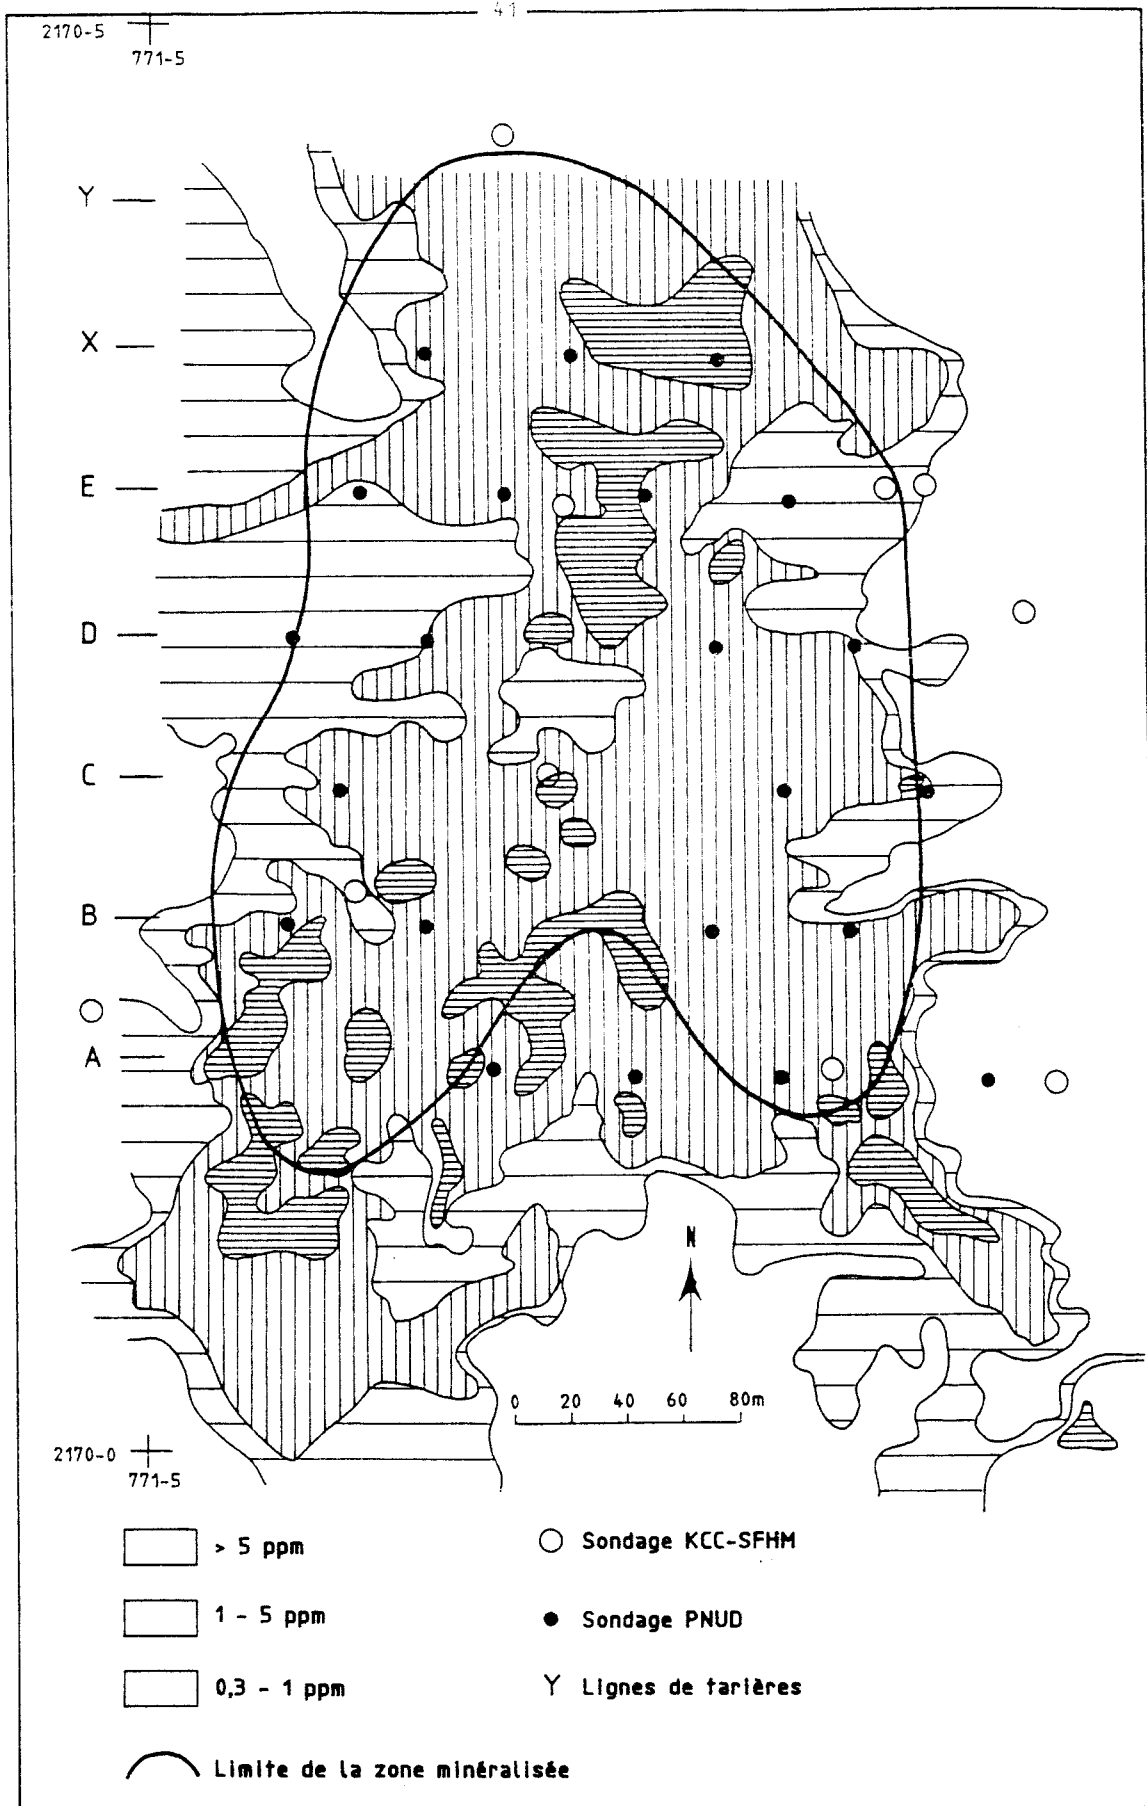 41
2170-5
771-5
Y
X
E
D
C
B
A
N
0 20 40 60 80m
2170-0
771-5
> 5 ppm
Sondage KCC-SFHM
1 - 5 ppm
Sondage PNUD
0,3 - 1 ppm
Y Lignes de tarières
Limite de la zone minéralisée